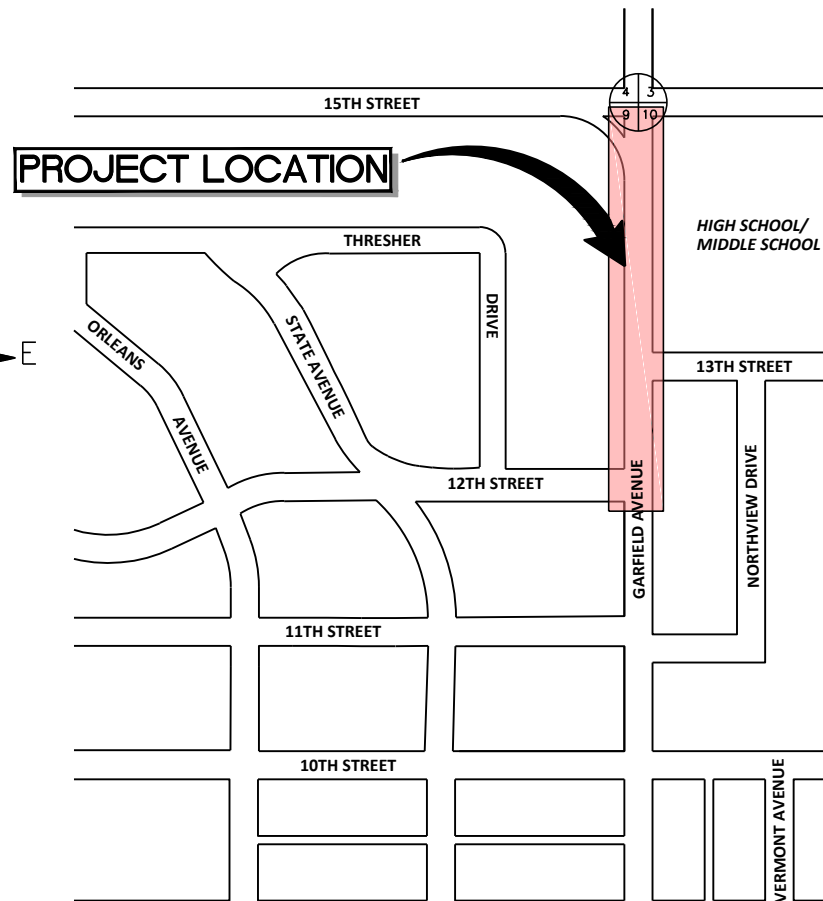 15TH STREET
4 3
9 10
PROJECT LOCATION
HIGH SCHOOL/
MIDDLE SCHOOL
THRESHER
DRIVE
ORLEANS
AVENUE
STATE AVENUE
E
13TH STREET
12TH STREET
GARFIELD AVENUE
NORTHVIEW DRIVE
11TH STREET
10TH STREET
VERMONT AVENUE